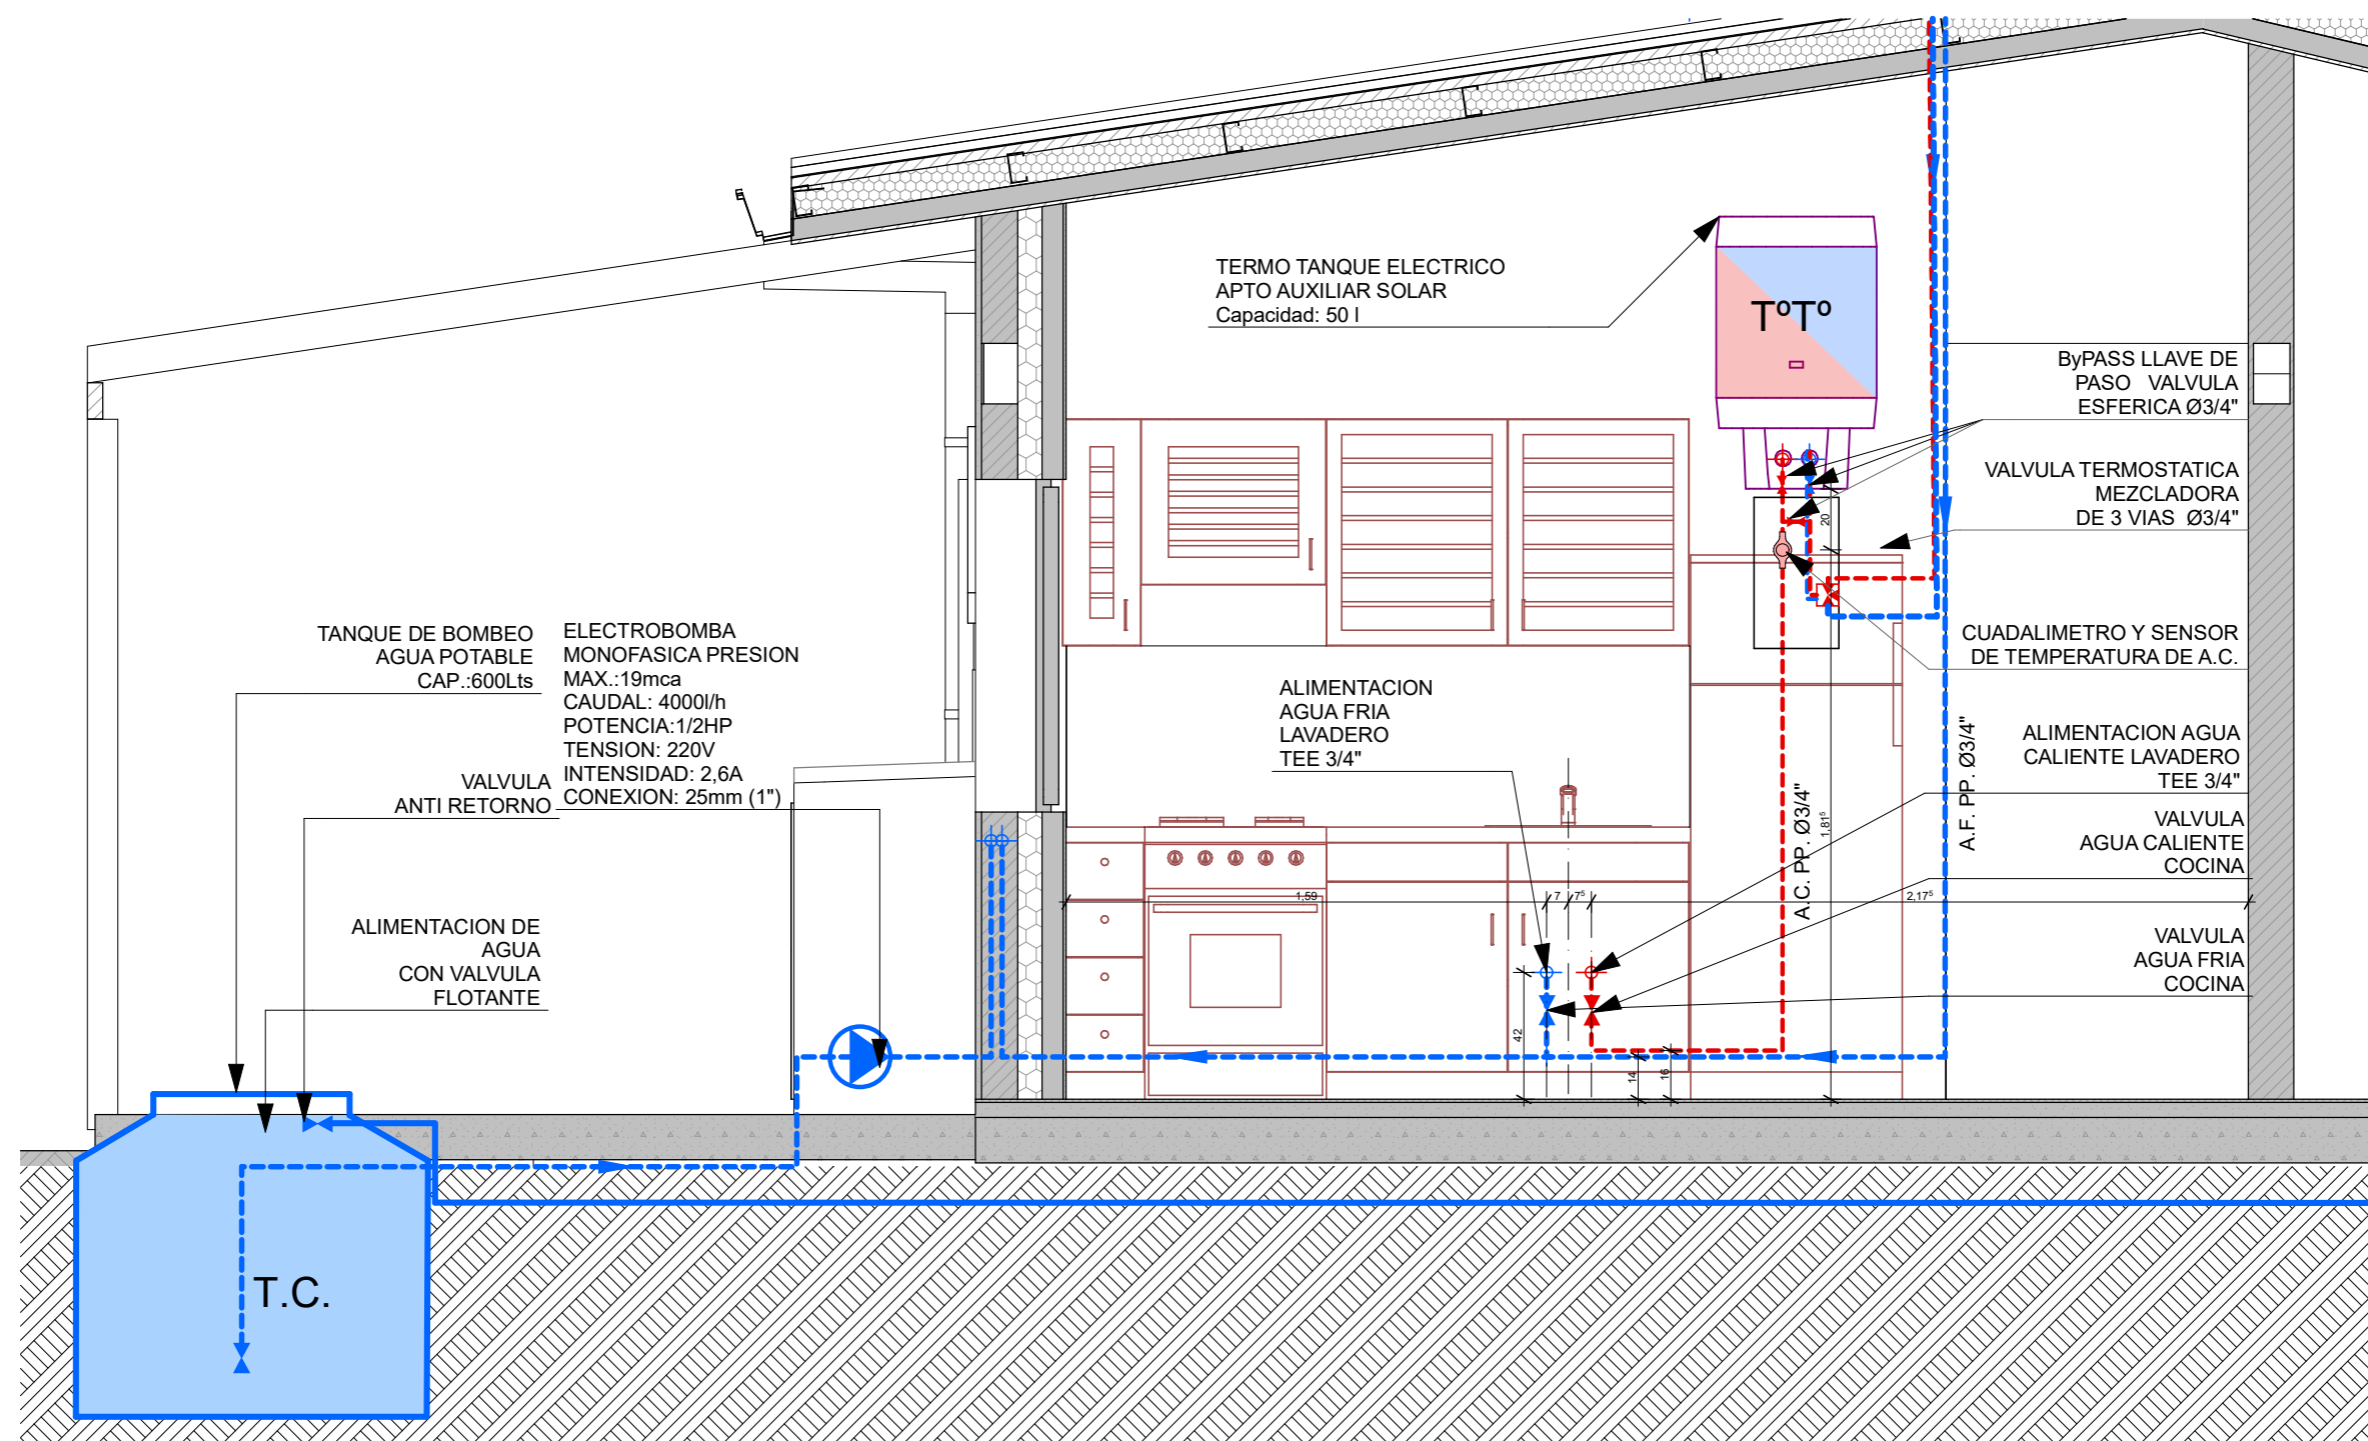 TERMO TANQUE ELECTRICO
APTO AUXILIAR SOLAR
Capacidad: 50 l
TºTº
ByPASS LLAVE DE
PASO VALVULA
ESFERICA Ø3/4"
VALVULA TERMOSTATICA
MEZCLADORA
DE 3 VIAS Ø3/4"
20
TANQUE DE BOMBEO
AGUA POTABLE
CAP.:600Lts
ELECTROBOMBA
MONOFASICA PRESION
MAX.:19mca
CAUDAL: 4000l/h
POTENCIA:1/2HP
TENSION: 220V
INTENSIDAD: 2,6A
CONEXION: 25mm (1")
VALVULA
ANTI RETORNO
CUADALIMETRO Y SENSOR
DE TEMPERATURA DE A.C.
ALIMENTACION
AGUA FRIA
LAVADERO
TEE 3/4"
ALIMENTACION AGUA
CALIENTE LAVADERO
TEE 3/4"
A.F. PP. Ø3/4"
A.C. PP. Ø3/4"
1,81⁵
VALVULA
AGUA CALIENTE
COCINA
1,59
7
7⁵
2,17⁵
ALIMENTACION DE
AGUA
CON VALVULA
FLOTANTE
VALVULA
AGUA FRIA
COCINA
42
14
16
T.C.